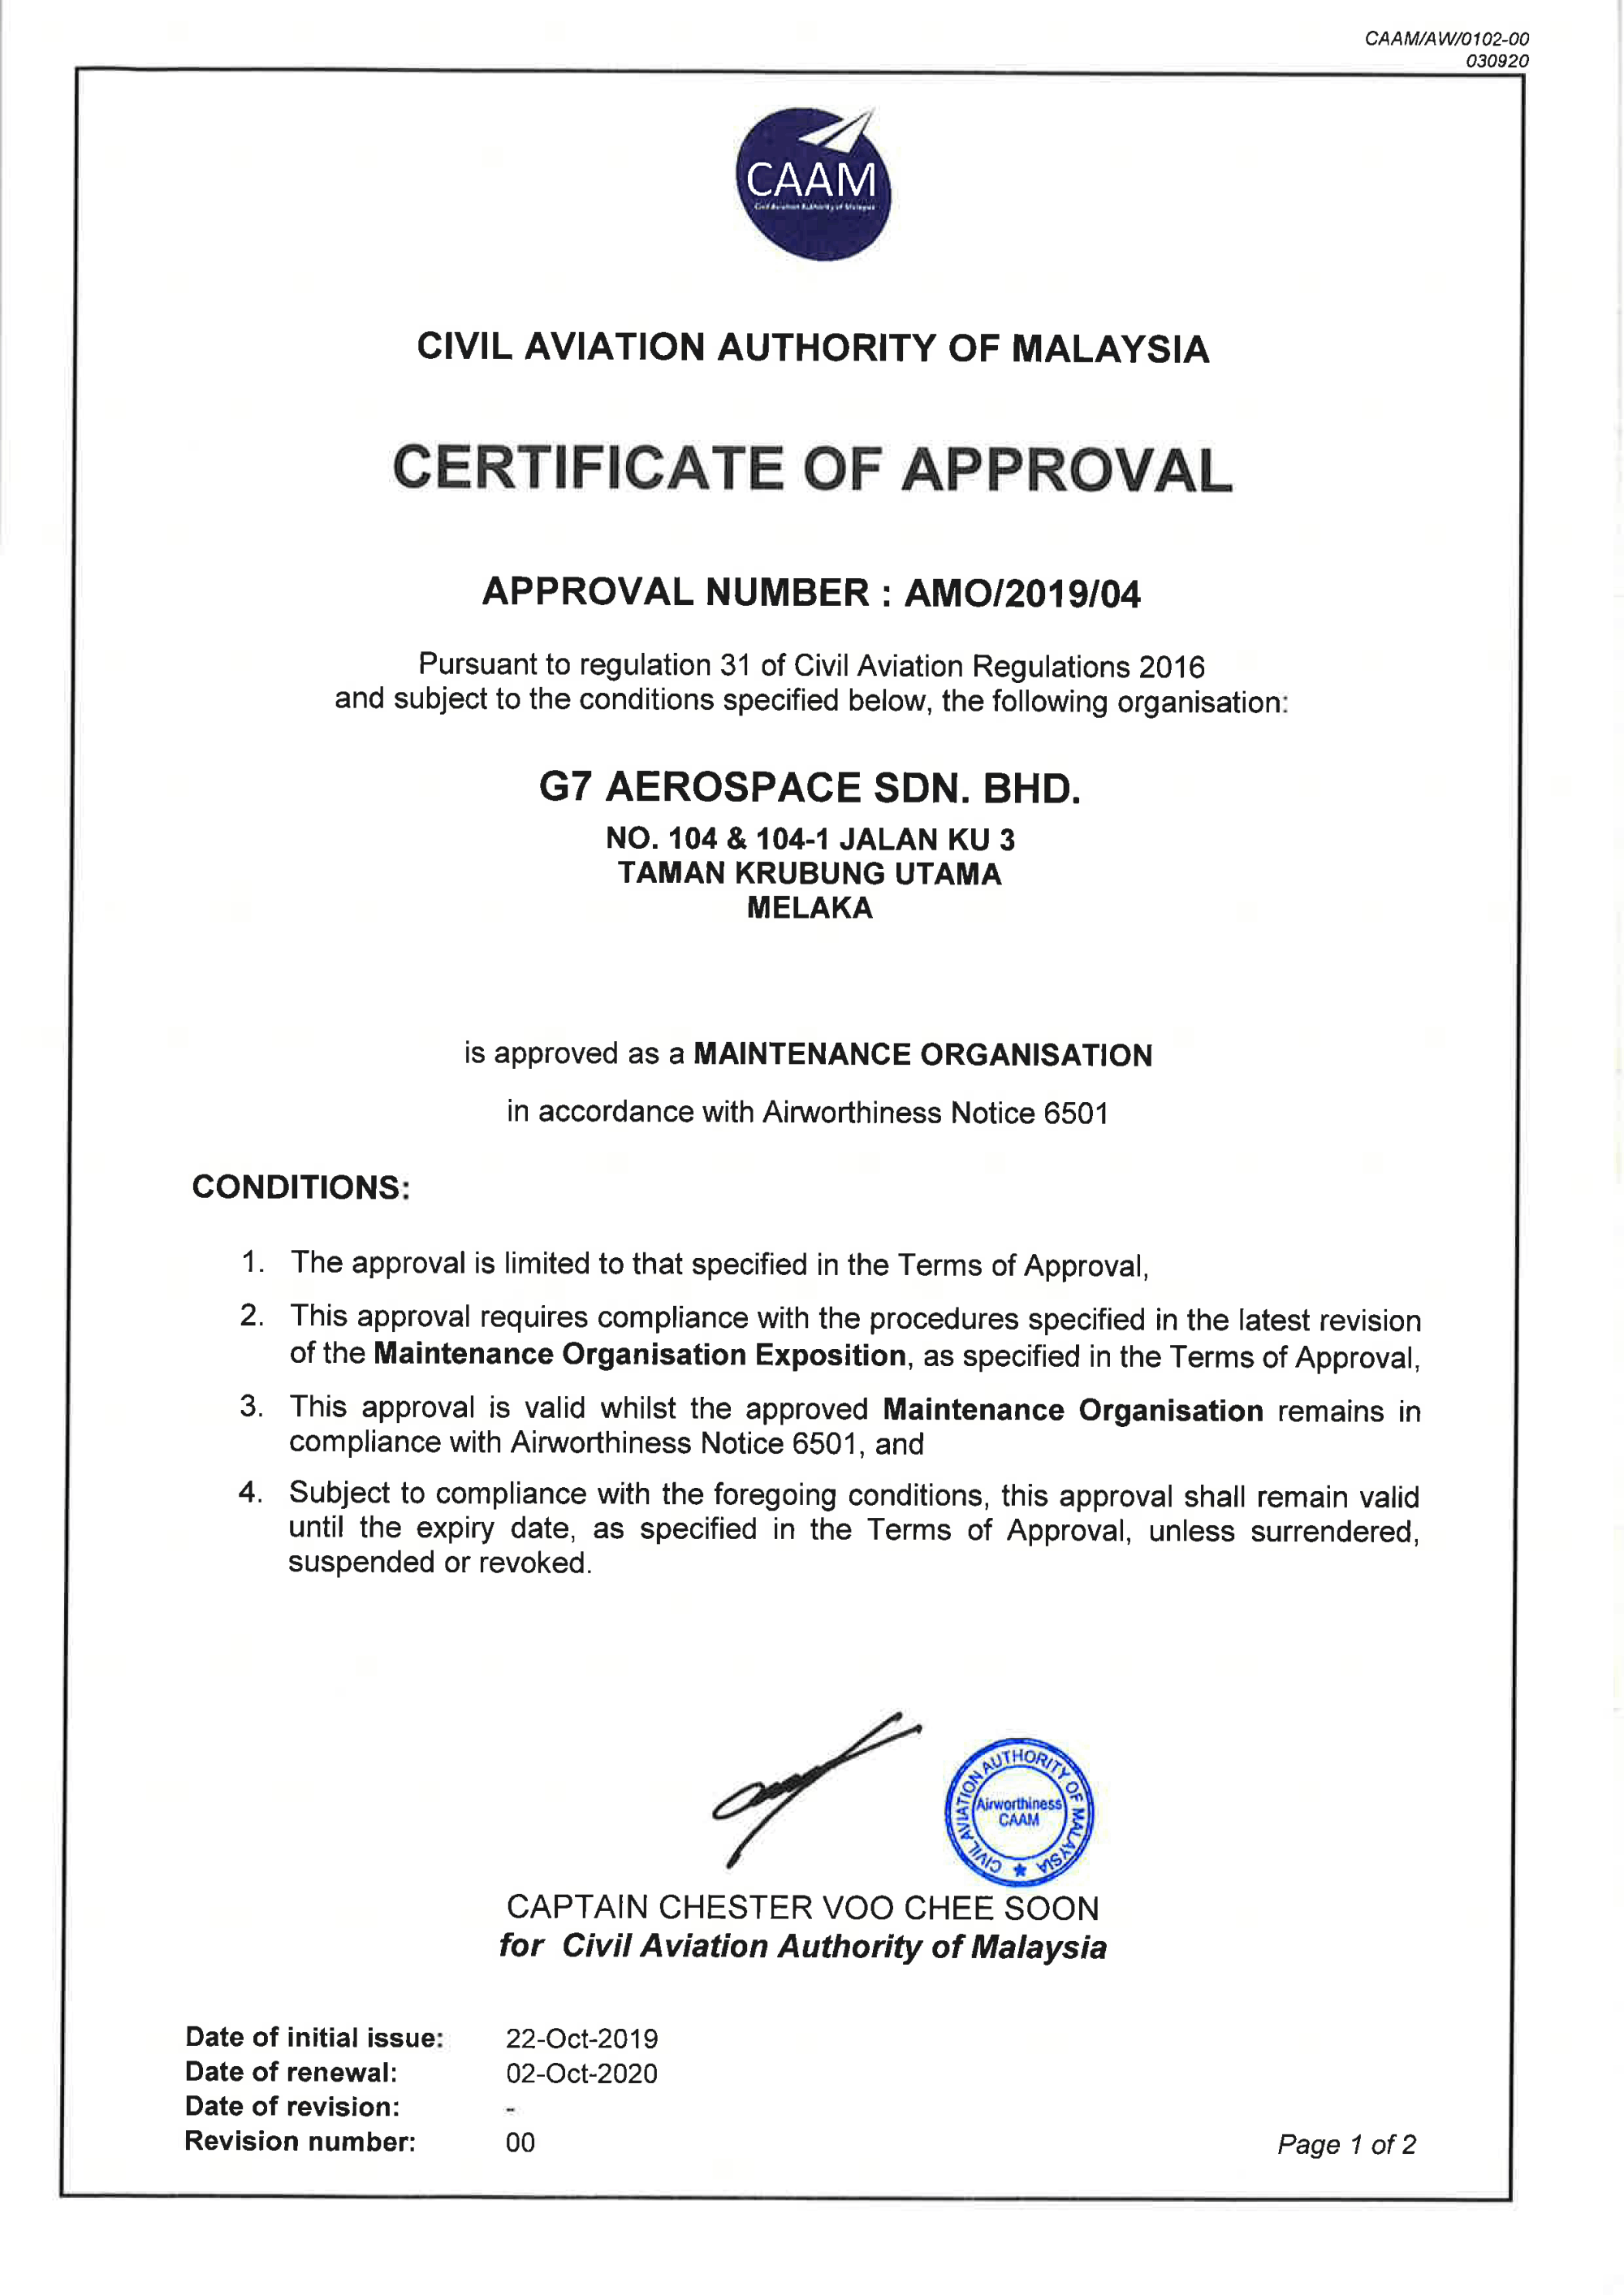 CAAM/AW/0102-00
030920
CAAM
Civil Aviation Authority of Malaysia
CIVIL AVIATION AUTHORITY OF MALAYSIA
CERTIFICATE OF APPROVAL
APPROVAL NUMBER : AMO/2019/04
Pursuant to regulation 31 of Civil Aviation Regulations 2016
and subject to the conditions specified below, the following organisation:
G7 AEROSPACE SDN. BHD.
NO. 104 & 104-1 JALAN KU 3
TAMAN KRUBUNG UTAMA
MELAKA
is approved as a MAINTENANCE ORGANISATION
in accordance with Airworthiness Notice 6501
CONDITIONS:
1. The approval is limited to that specified in the Terms of Approval,
2. This approval requires compliance with the procedures specified in the latest revision
of the Maintenance Organisation Exposition, as specified in the Terms of Approval,
3. This approval is valid whilst the approved Maintenance Organisation remains in
compliance with Airworthiness Notice 6501, and
4. Subject to compliance with the foregoing conditions, this approval shall remain valid
until the expiry date, as specified in the Terms of Approval, unless surrendered,
suspended or revoked.
CIVIL AVIATION AUTHORITY OF MALAYSIA
Airworthiness
CAAM
CAPTAIN CHESTER VOO CHEE SOON
for Civil Aviation Authority of Malaysia
Date of initial issue: 22-Oct-2019
Date of renewal: 02-Oct-2020
Date of revision: -
Revision number: 00
Page 1 of 2